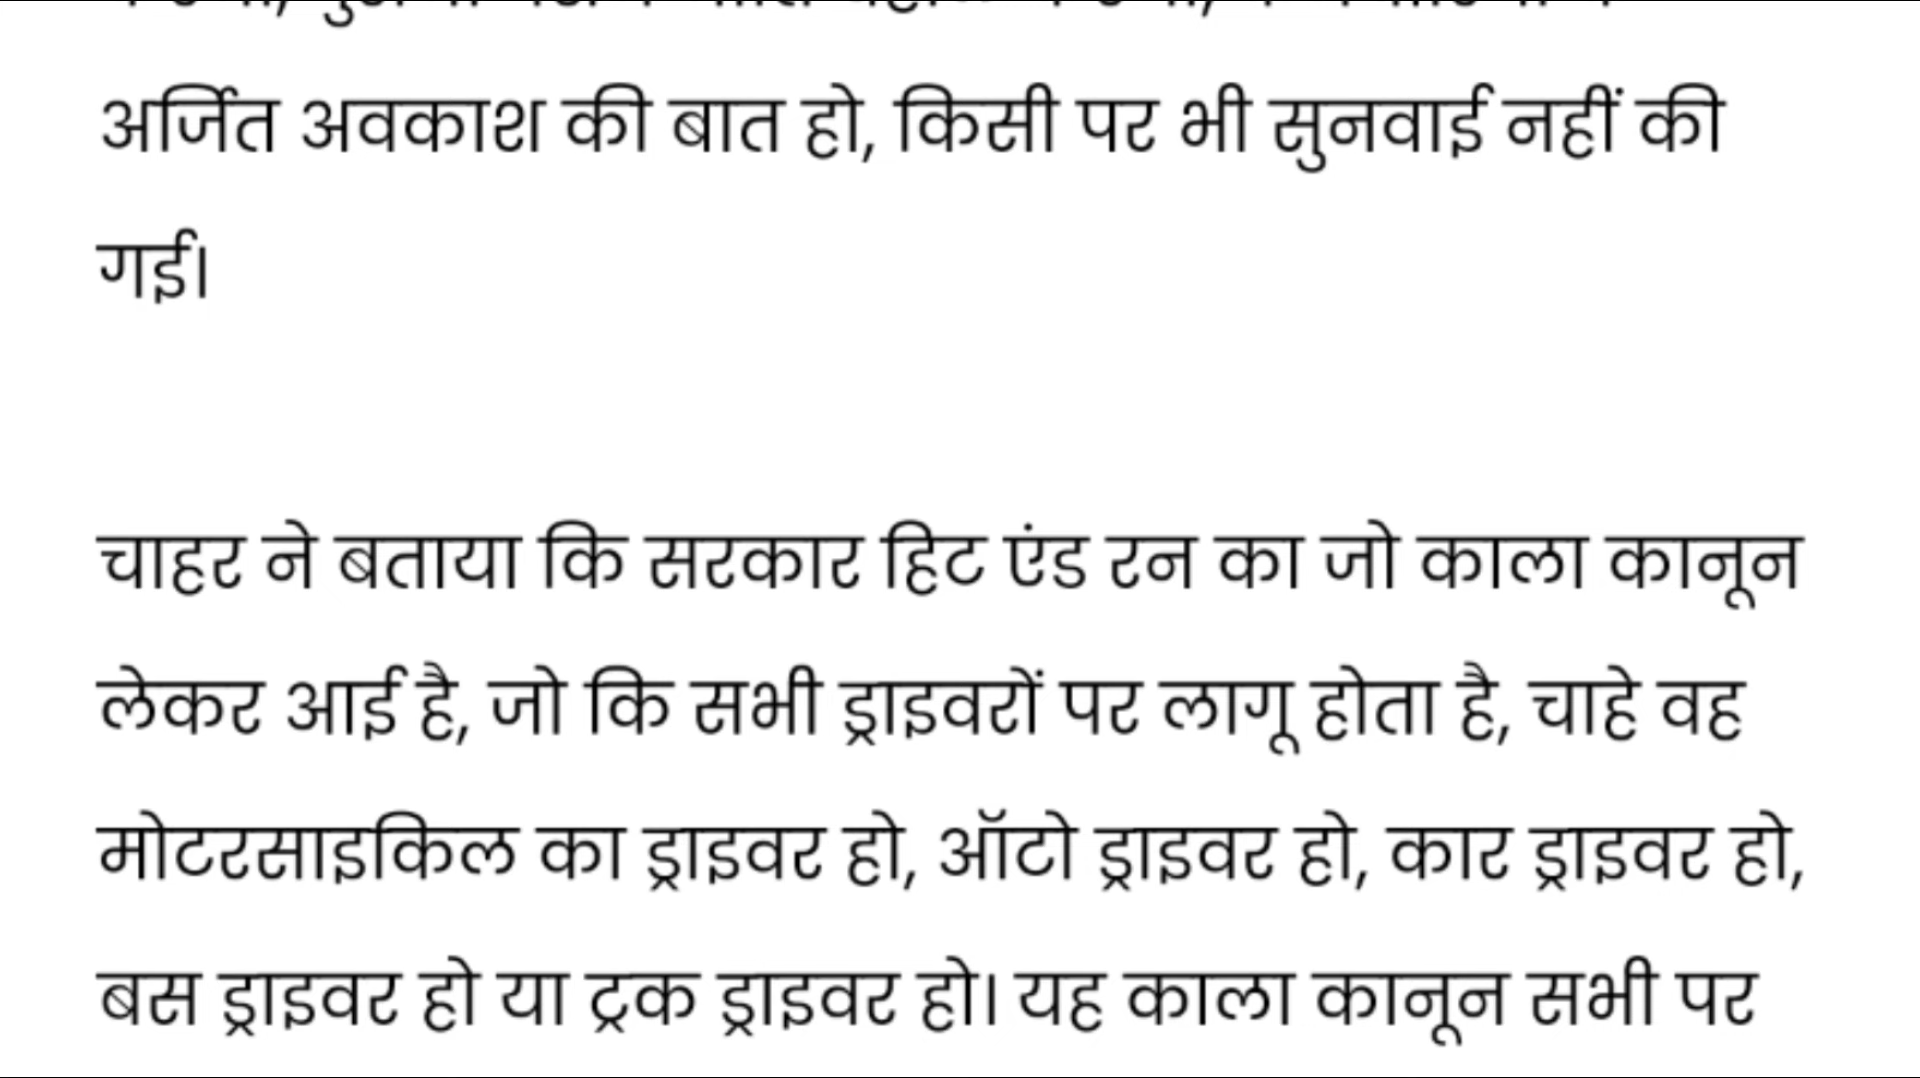 अर्जित अवकाश की बात हो, किसी पर भी सुनवाई नहीं की
गई।
चाहर ने बताया कि सरकार हिट एंड रन का जो काला कानून
लेकर आई है, जो कि सभी ड्राइवरों पर लागू होता है, चाहे वह
मोटरसाइकिल का ड्राइवर हो, ऑटो ड्राइवर हो, कार ड्राइवर हो,
बस ड्राइवर हो या ट्रक ड्राइवर हो। यह काला कानून सभी पर